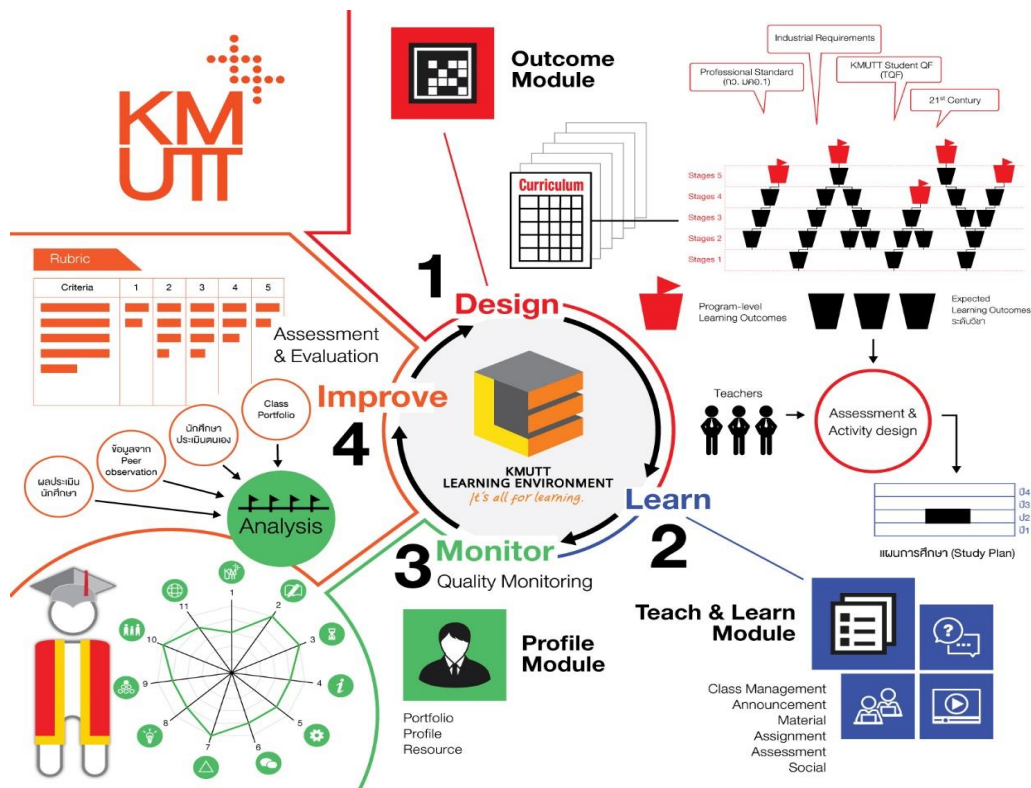 KM
UTT
Outcome
Module
Industrial Requirements
Professional Standard
(กว. มคอ.1)
KMUTT Student QF
(TQF)
21st Century
Curriculum
Stages 5
Stages 4
Stages 3
Stages 2
Stages 1
Program-level
Learning Outcomes
Expected
Learning Outcomes
ระดับวิชา
1
Design
Rubric
Criteria 1 2 3 4 5
Assessment
& Evaluation
Improve
4
Class
Portfolio
นักศึกษา
ประเมินตนเอง
ข้อมูลจาก
Peer
observation
ผลประเมิน
นักศึกษา
Analysis
KMUTT
LEARNING ENVIRONMENT
It's all for learning.
Teachers
Assessment &
Activity design
ปี4
ปี3
ปี2
ปี1
แผนการศึกษา (Study Plan)
Learn
2
Monitor
3
Quality Monitoring
Profile
Module
Portfolio
Profile
Resource
Teach & Learn
Module
Class Management
Announcement
Material
Assignment
Assessment
Social
KM
UTT
1
2
3
4
5
6
7
8
9
10
11
i
?